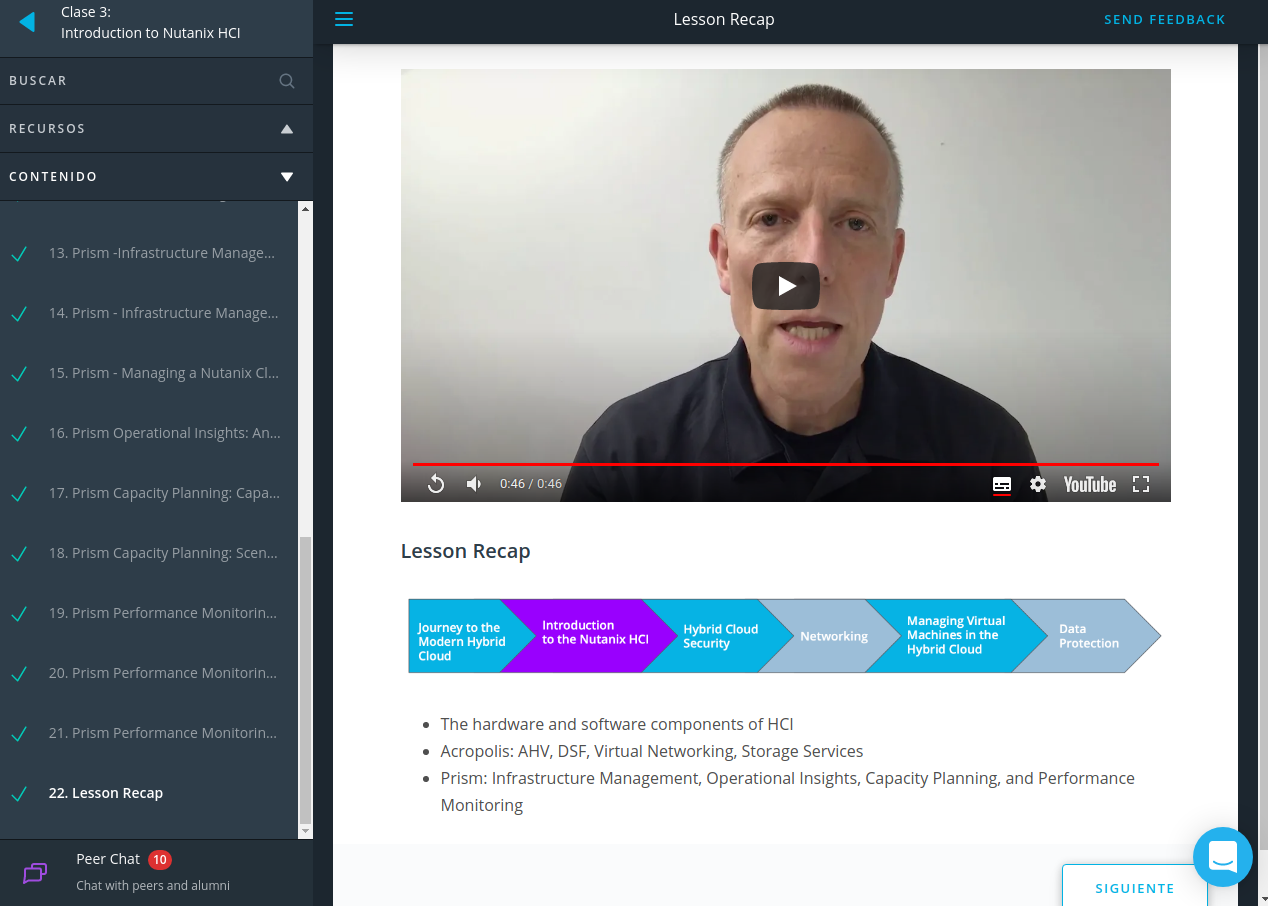 Clase 3:
Introduction to Nutanix HCI
BUSCAR
RECURSOS
CONTENIDO
13. Prism -Infrastructure Manage...
14. Prism - Infrastructure Manage...
15. Prism - Managing a Nutanix Cl...
16. Prism Operational Insights: An...
17. Prism Capacity Planning: Capa...
18. Prism Capacity Planning: Scen...
19. Prism Performance Monitorin...
20. Prism Performance Monitorin...
21. Prism Performance Monitorin...
22. Lesson Recap
Peer Chat 10
Chat with peers and alumni
Lesson Recap
SEND FEEDBACK
0:46 / 0:46
YouTube
Lesson Recap
Journey to the
Modern Hybrid
Cloud
Introduction
to the Nutanix HCI
Hybrid Cloud
Security
Networking
Managing Virtual
Machines in the
Hybrid Cloud
Data
Protection
The hardware and software components of HCI
Acropolis: AHV, DSF, Virtual Networking, Storage Services
Prism: Infrastructure Management, Operational Insights, Capacity Planning, and Performance
Monitoring
SIGUIENTE